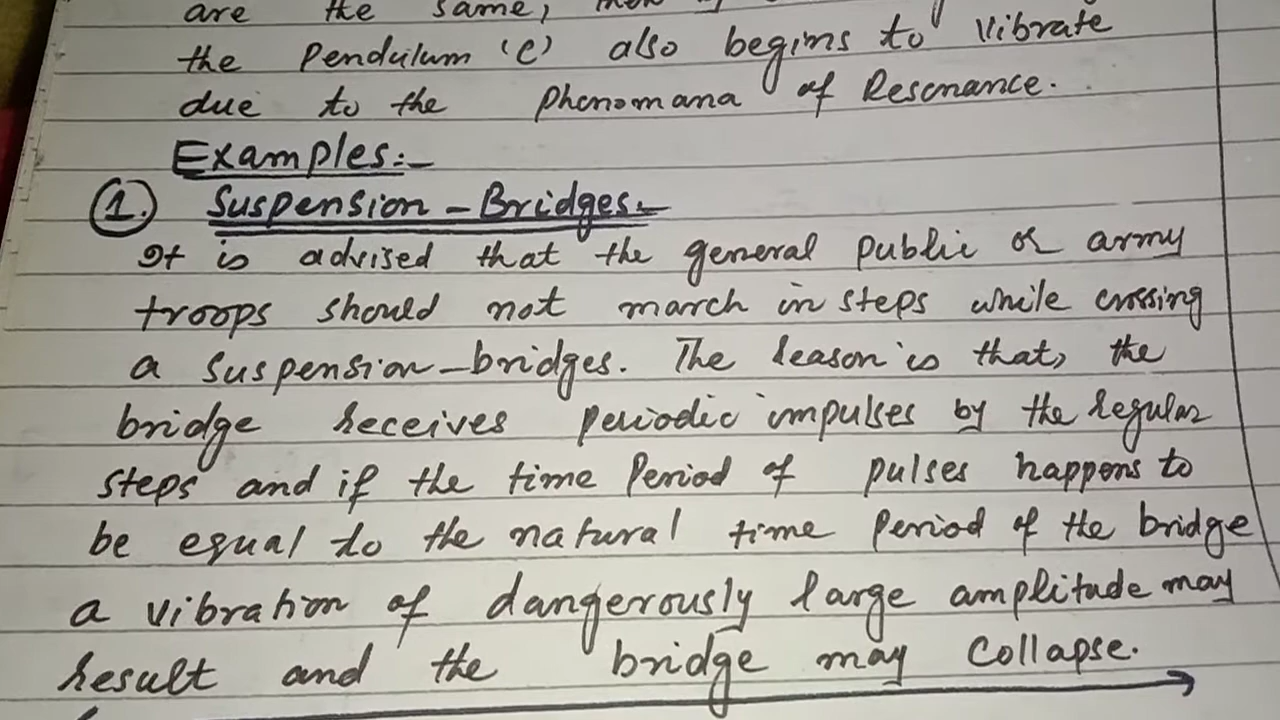 are the same,
the Pendulum 'C' also begins to vibrate
due to the Phenomana of Resonance.
Examples:-
1. Suspension-Bridges:-
It is advised that the general public or army
troops should not march in steps while crossing
a suspension-bridges. The reason is that, the
bridge receives periodic impulses by the regular
steps and if the time Period of pulses happens to
be equal to the natural time period of the bridge
a vibration of dangerously large amplitude may
result and the bridge may collapse.